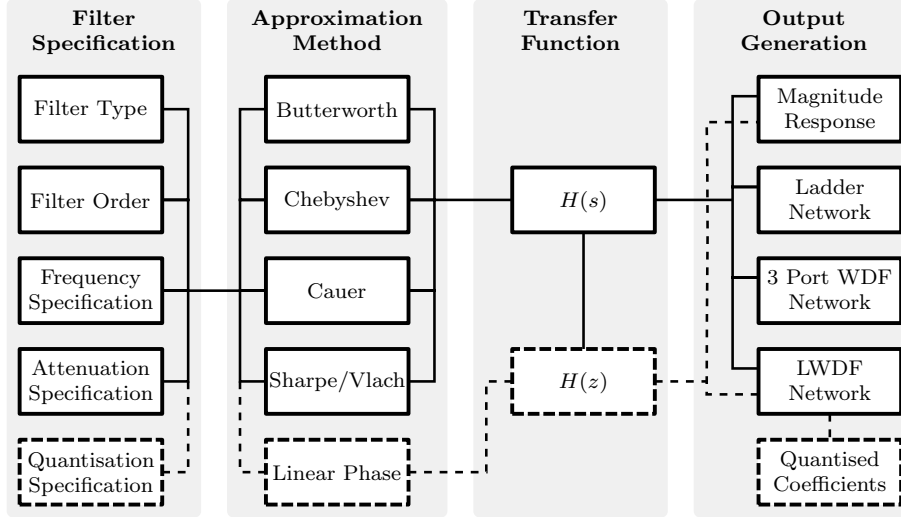 Filter
Specification
Filter Type
Filter Order
Frequency
Specification
Attenuation
Specification
Quantisation
Specification
Approximation
Method
Butterworth
Chebyshev
Cauer
Sharpe/Vlach
Linear Phase
Transfer
Function
H(s)
H(z)
Output
Generation
Magnitude
Response
Ladder
Network
3 Port WDF
Network
LWDF
Network
Quantised
Coefficients